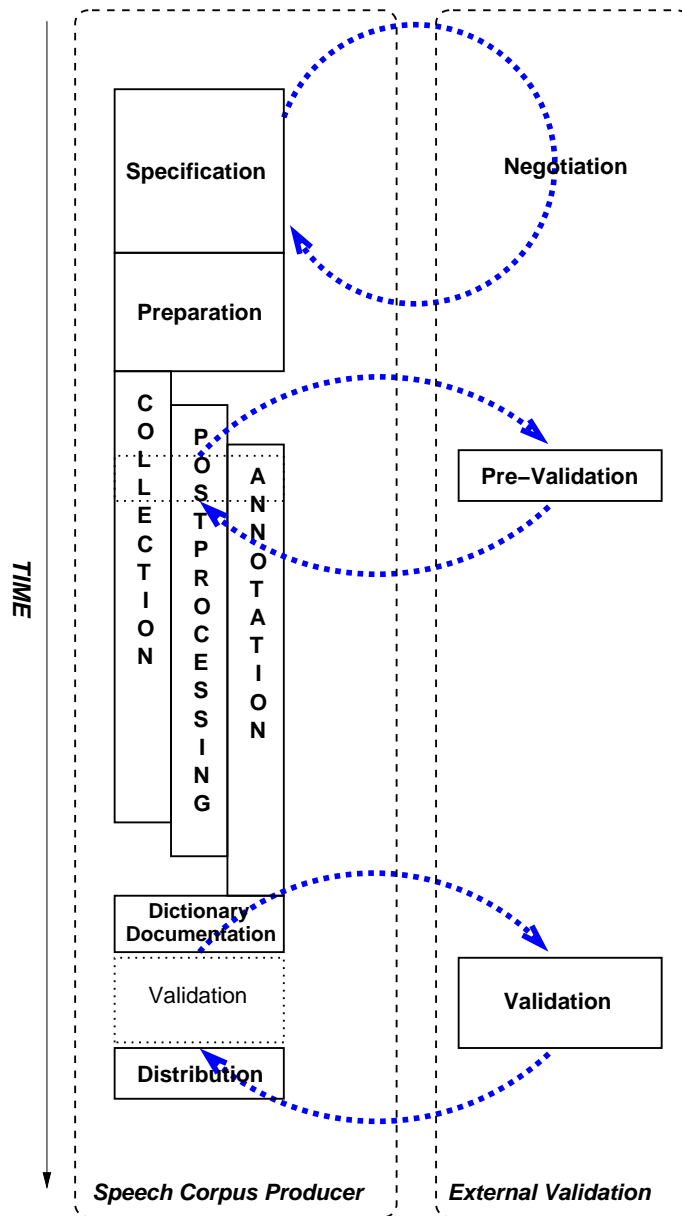 Specification
Negotiation
Preparation
COLLECTION
POSTPROCESSING
ANNOTATION
Pre−Validation
TIME
Dictionary
Documentation
Validation
Validation
Distribution
Speech Corpus Producer
External Validation